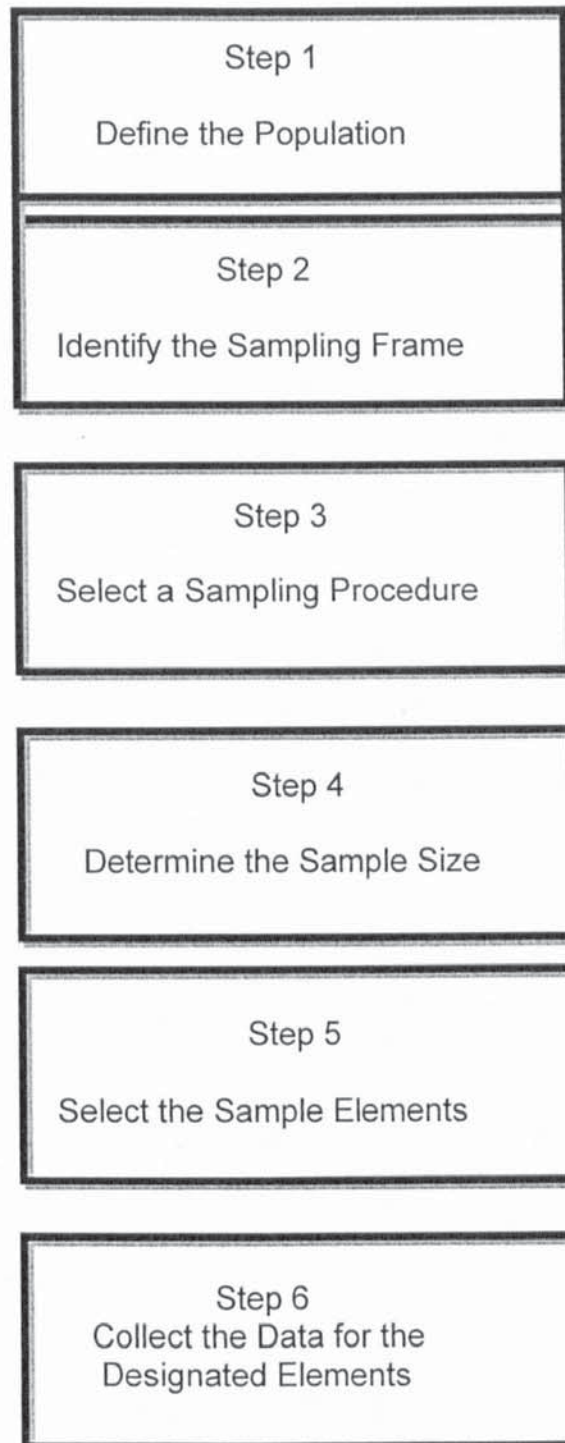 Step 1
Define the Population
Step 2
Identify the Sampling Frame
Step 3
Select a Sampling Procedure
Step 4
Determine the Sample Size
Step 5
Select the Sample Elements
Step 6
Collect the Data for the
Designated Elements